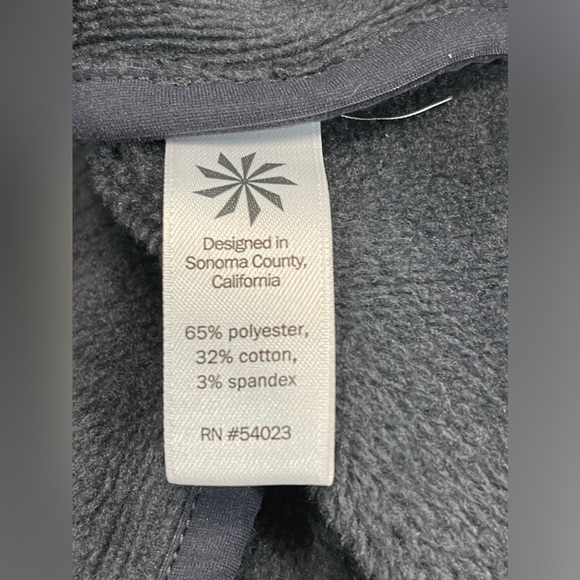 Designed in
Sonoma County,
California
65% polyester,
32% cotton,
3% spandex
RN #54023